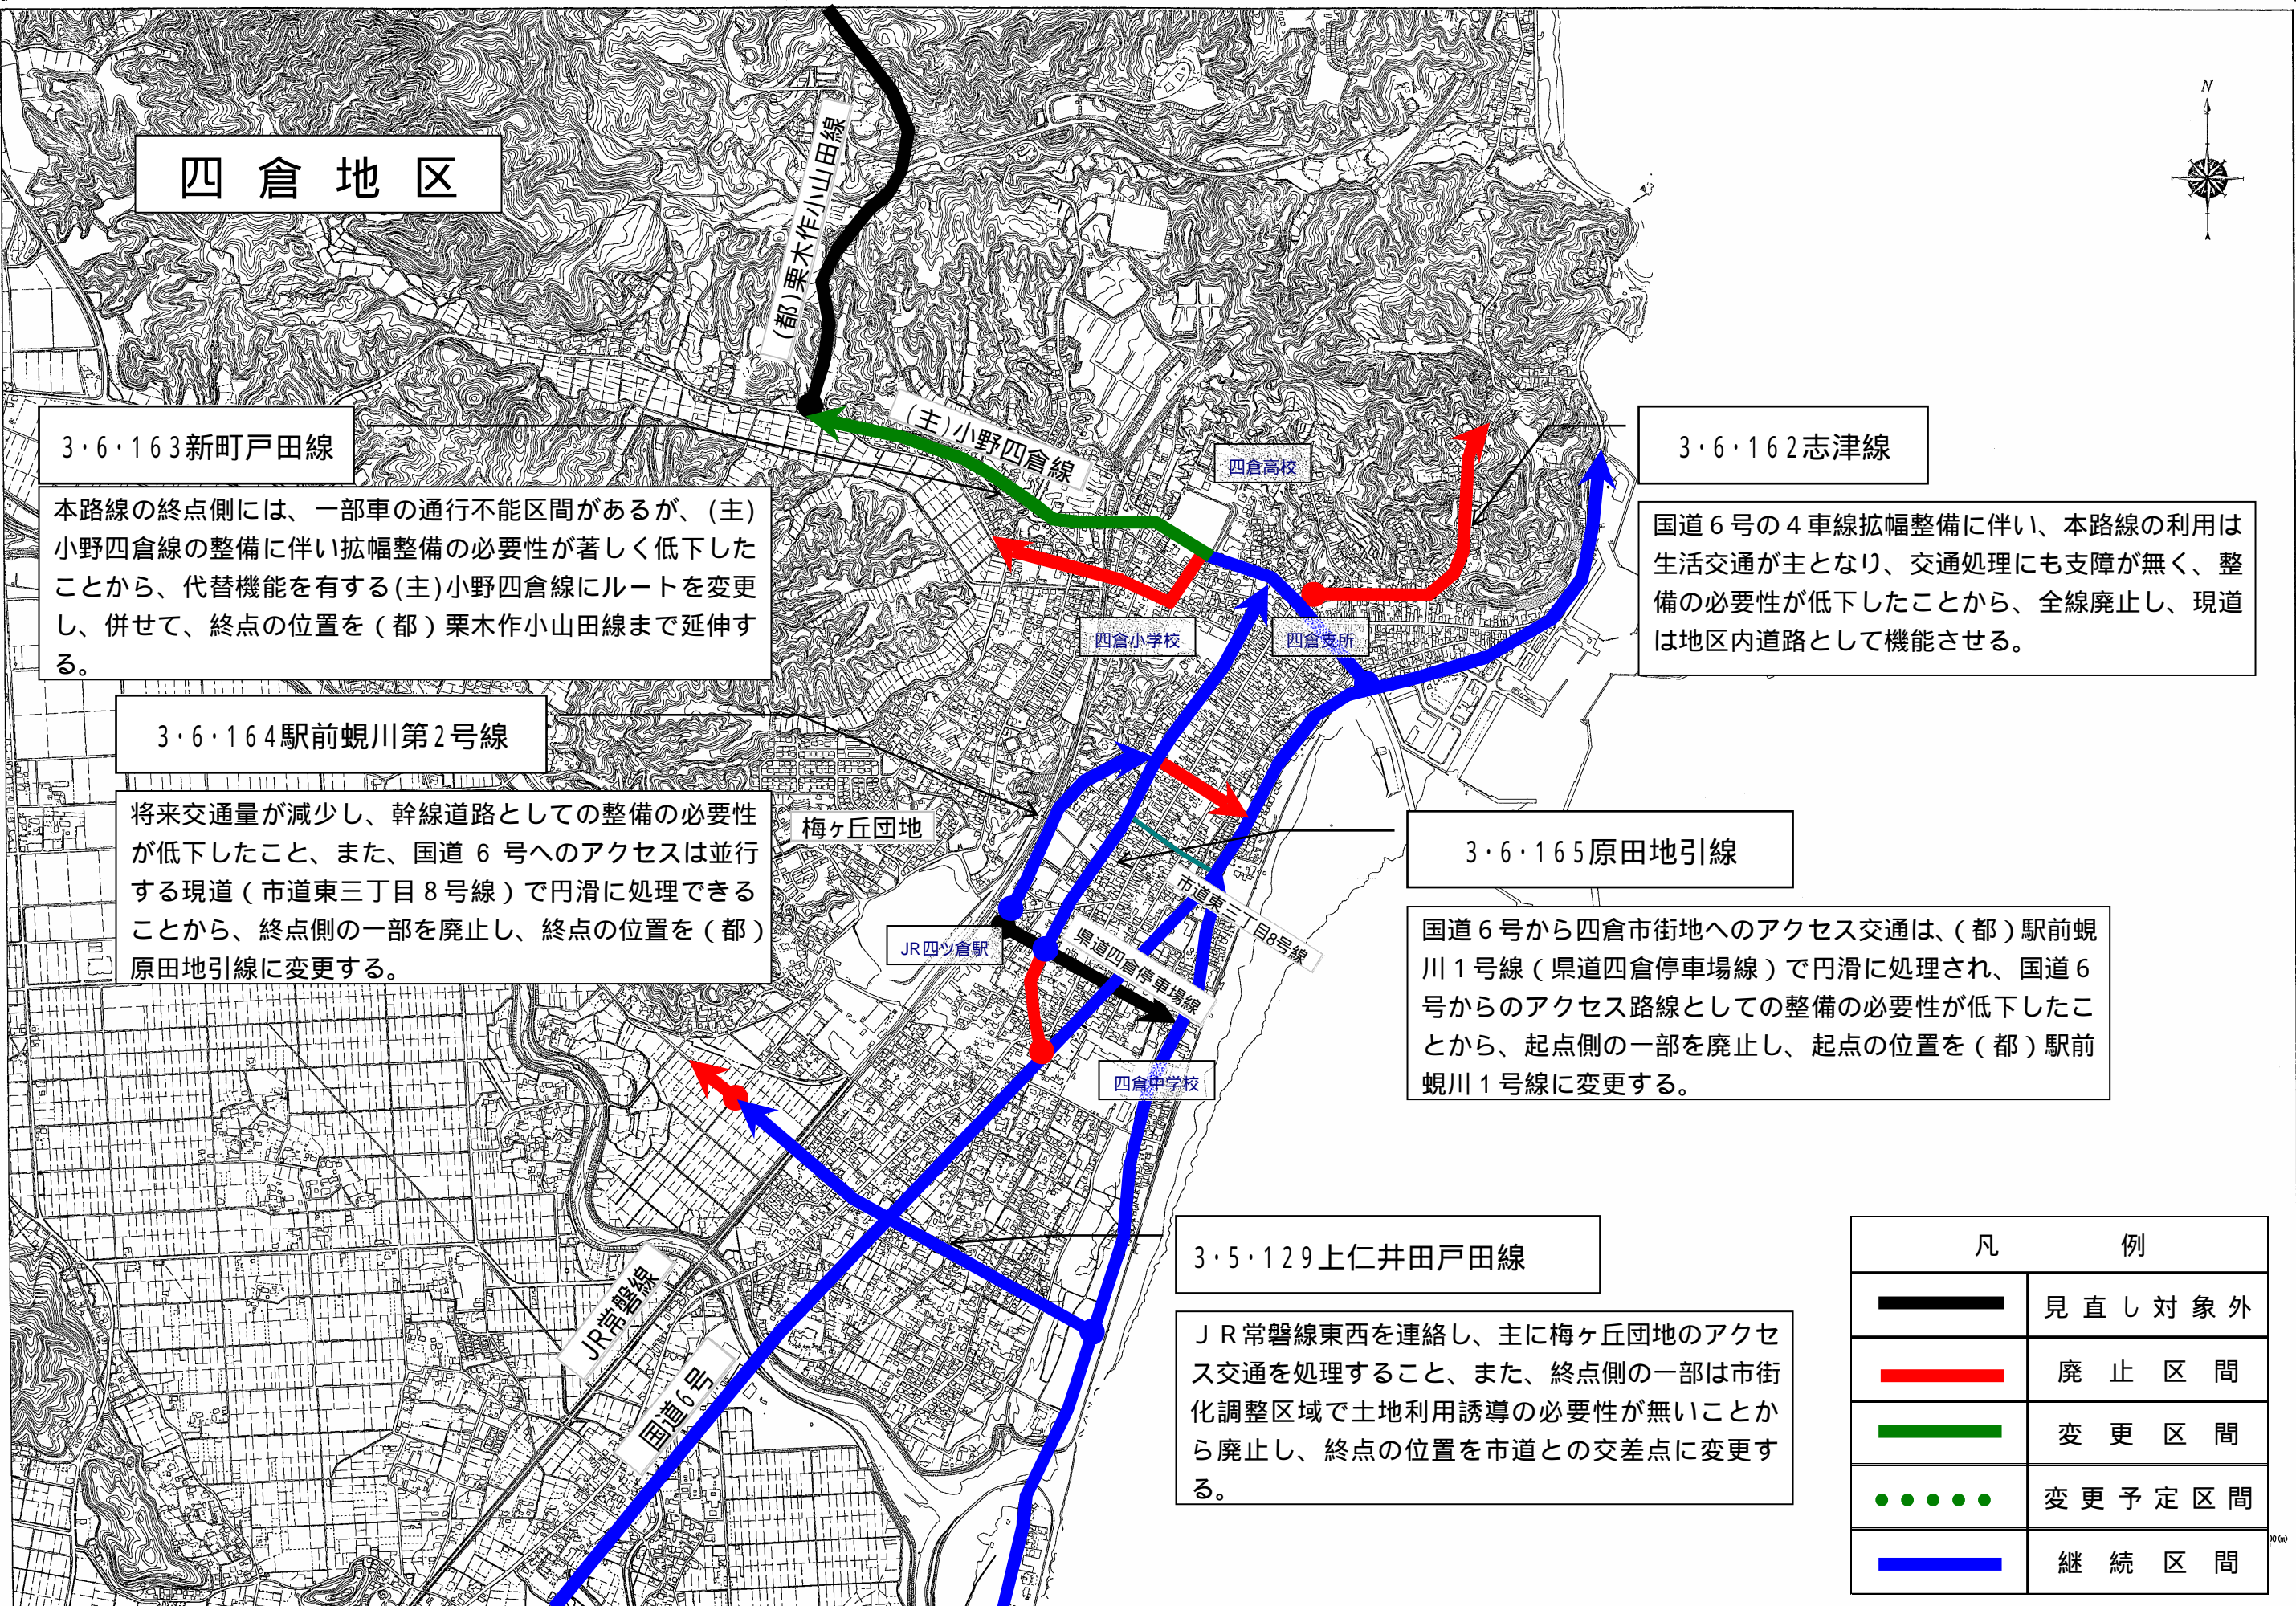 N
四倉地区
(都)栗木作小山田線
(主)小野四倉線
3・6・163新町戸田線
本路線の終点側には、一部車の通行不能区間があるが、(主)
小野四倉線の整備に伴い拡幅整備の必要性が著しく低下した
ことから、代替機能を有する(主)小野四倉線にルートを変更
し、併せて、終点の位置を(都)栗木作小山田線まで延伸す
る。
四倉高校
3・6・162志津線
国道6号の4車線拡幅整備に伴い、本路線の利用は
生活交通が主となり、交通処理にも支障が無く、整
備の必要性が低下したことから、全線廃止し、現道
は地区内道路として機能させる。
四倉小学校
四倉支所
3・6・164駅前蜆川第2号線
将来交通量が減少し、幹線道路としての整備の必要性
が低下したこと、また、国道6号へのアクセスは並行
する現道(市道東三丁目8号線)で円滑に処理できる
ことから、終点側の一部を廃止し、終点の位置を(都)
原田地引線に変更する。
梅ヶ丘団地
3・6・165原田地引線
国道6号から四倉市街地へのアクセス交通は、(都)駅前蜆
川1号線(県道四倉停車場線)で円滑に処理され、国道6
号からのアクセス路線としての整備の必要性が低下したこ
とから、起点側の一部を廃止し、起点の位置を(都)駅前
蜆川1号線に変更する。
市道東三丁目8号線
県道四倉停車場線
JR四ツ倉駅
四倉中学校
3・5・129上仁井田戸田線
JR常磐線東西を連絡し、主に梅ヶ丘団地のアクセ
ス交通を処理すること、また、終点側の一部は市街
化調整区域で土地利用誘導の必要性が無いことか
ら廃止し、終点の位置を市道との交差点に変更す
る。
JR常磐線
国道6号
凡例
見直し対象外
廃止区間
変更区間
変更予定区間
継続区間